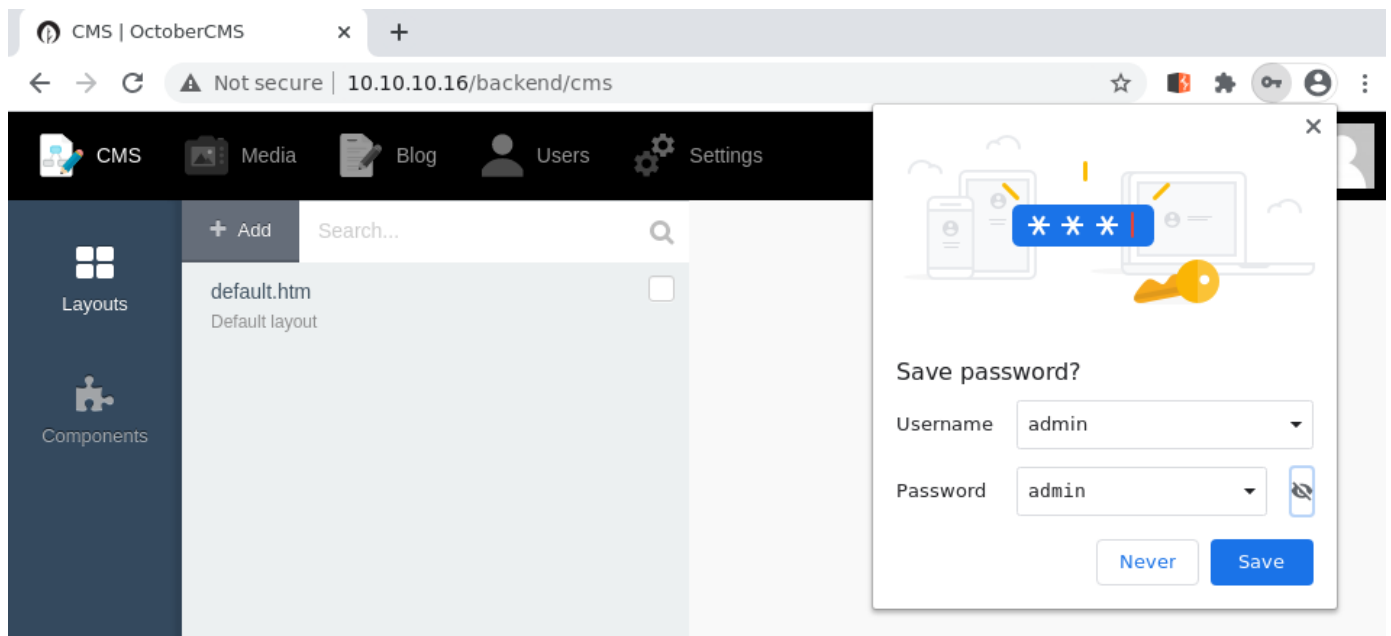 CMS | OctoberCMS
Not secure | 10.10.10.16/backend/cms
CMS Media Blog Users Settings
+ Add Search...
Layouts
default.htm
Default layout
Components
* * * |
Save password?
Username admin
Password admin
Never Save